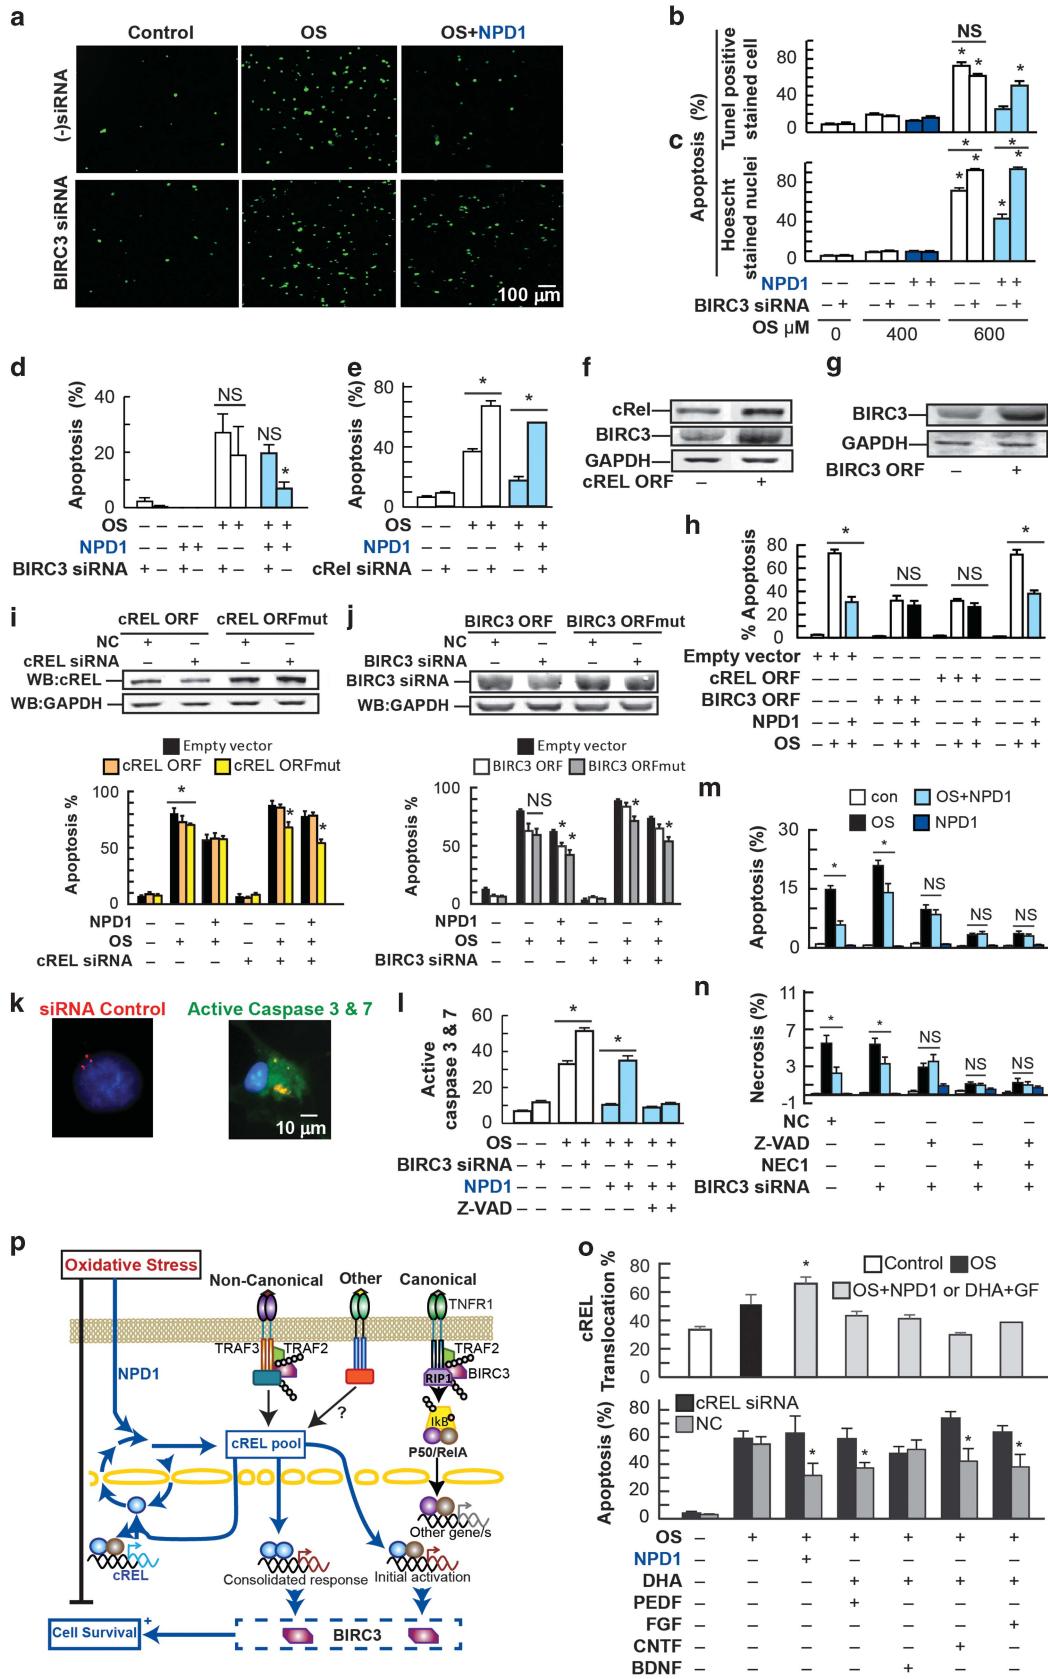 a
Control OS OS+NPD1
(-)siRNA
BIRC3 siRNA
100 µm
b
NS
* * *
80
40
0
Tunel positive stained cell
Apoptosis (%)
c
* *
* * * *
80
40
0
Hoescht nuclei stained nuclei
NPD1 – – – – + + – – + +
BIRC3 siRNA – + – + – + – + – +
OS µM 0 400 600
d
Apoptosis (%)
40
20
0
NS
NS
*
OS – – – – + + + +
NPD1 – – + + – – + +
BIRC3 siRNA + – + – + – + –
e
Apoptosis (%)
80
40
0
* *
OS – – + + + +
NPD1 – – – – + +
cRel siRNA – + – + – +
f
cRel
BIRC3
GAPDH
cREL ORF – +
g
BIRC3
GAPDH
BIRC3 ORF – +
h
% Apoptosis
80
60
40
20
0
* NS NS *
Empty vector + + + – – – – – – – – –
cREL ORF – – – – – – + + + – – –
BIRC3 ORF – – – + + + – – – – – –
NPD1 – – + – – + – – + – – +
OS – + + – + + – + + – + +
i
cREL ORF cREL ORFmut
NC + – + –
cREL siRNA – + – +
WB:cREL
WB:GAPDH
Empty vector
cREL ORF cREL ORFmut
Apoptosis %
100
50
0
* * *
NPD1 – – + – – +
OS – + + – + +
cREL siRNA – – – + + +
j
BIRC3 ORF BIRC3 ORFmut
NC + – + –
BIRC3 siRNA – + – +
BIRC3 siRNA
WB:GAPDH
Empty vector
BIRC3 ORF BIRC3 ORFmut
Apoptosis %
100
50
0
NS * * * *
NPD1 – – + – – +
OS – + + – + +
BIRC3 siRNA – – – + + +
k
siRNA Control Active Caspase 3 & 7
10 µm
l
Active caspase 3 & 7
60
40
20
0
* *
OS – – + + + + + +
BIRC3 siRNA – + – + – + – +
NPD1 – – – – + + + +
Z-VAD – – – – – – + +
m
con OS+NPD1
OS NPD1
Apoptosis (%)
30
15
0
* * NS NS NS
n
Necrosis (%)
11
7
3
-1
* * NS NS NS
NC + – – – –
Z-VAD – – + – +
NEC1 – – – + +
BIRC3 siRNA – + + + +
o
Control OS
OS+NPD1 or DHA+GF
cREL Translocation %
80
60
40
20
0
*
cREL siRNA
NC
Apoptosis (%)
80
60
40
20
0
* * * *
OS – + + + + + +
NPD1 – – + – – – –
DHA – – – + + + +
PEDF – – – + – – –
FGF – – – – – – +
CNTF – – – – – + –
BDNF – – – – + – –
p
Oxidative Stress
Non-Canonical Other Canonical
TNFR1
TRAF3 TRAF2 TRAF2
NPD1
RIP1 BIRC3
?
IkB
cREL pool
P50/RelA
Other gene/s
cREL
Consolidated response Initial activation
Cell Survival + BIRC3